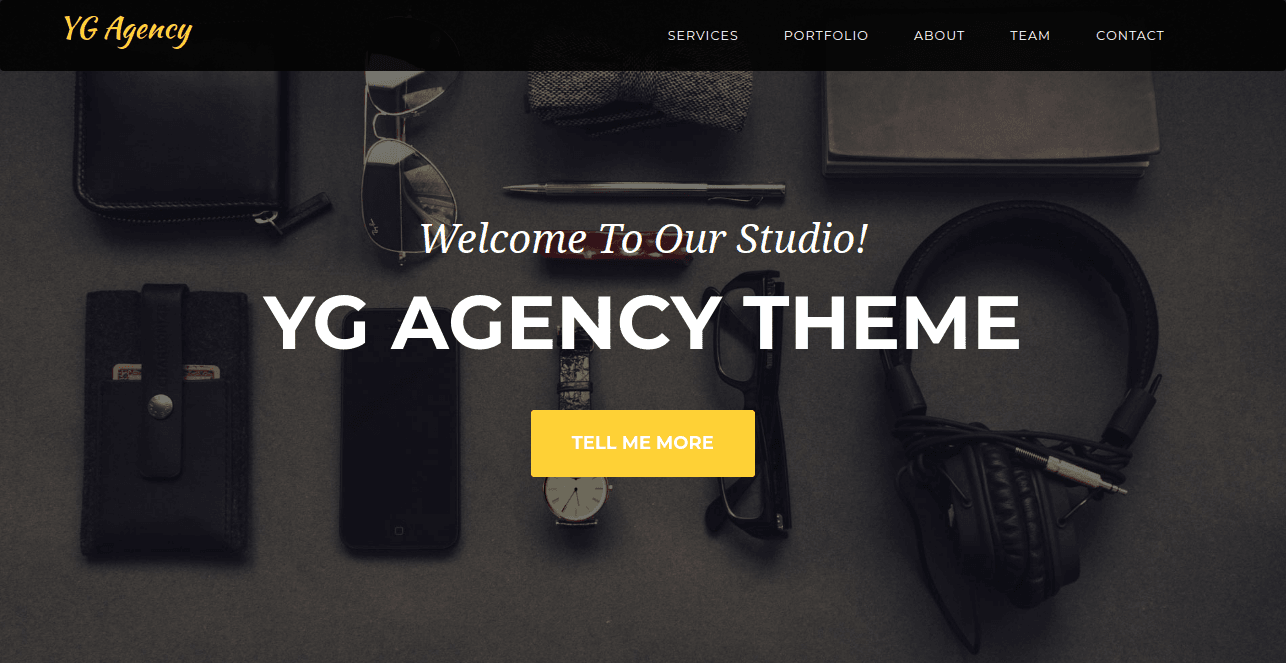 YG Agency
SERVICES PORTFOLIO ABOUT TEAM CONTACT
Welcome To Our Studio!
YG AGENCY THEME
TELL ME MORE